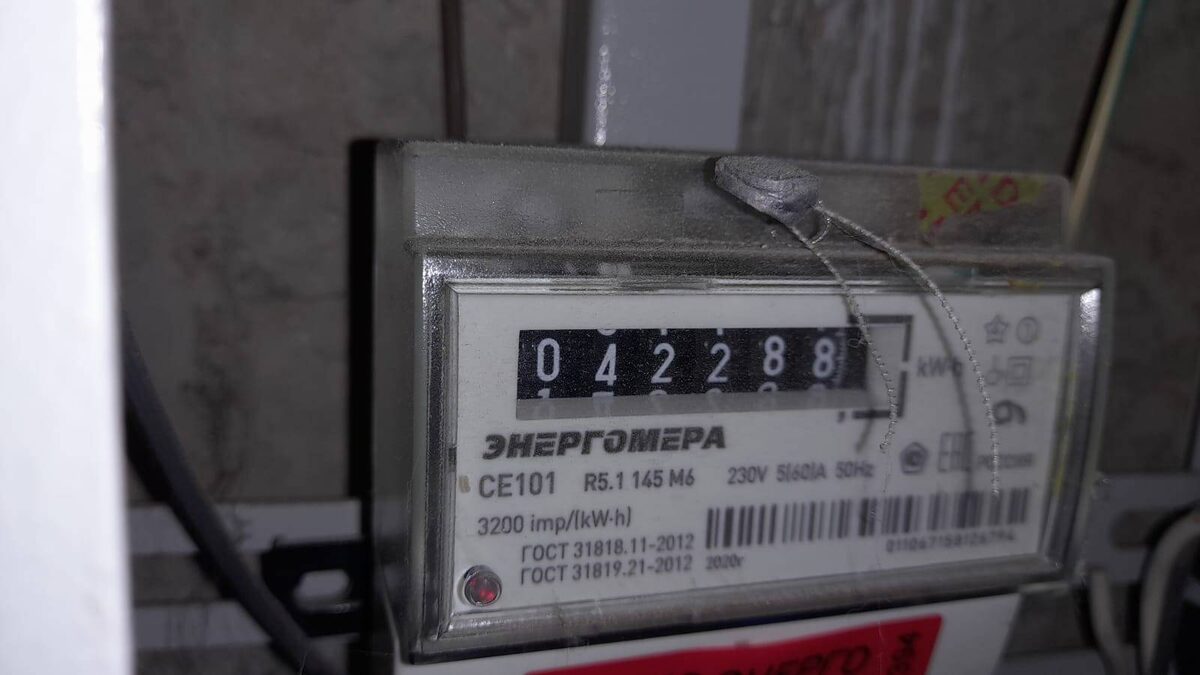 042288
kW·h
ЭНЕРГОМЕРА
CE101 R5.1 145 M6 230V 5(60)A 50Hz
3200 imp/(kW·h)
ГОСТ 31818.11-2012
ГОСТ 31819.21-2012 2020г